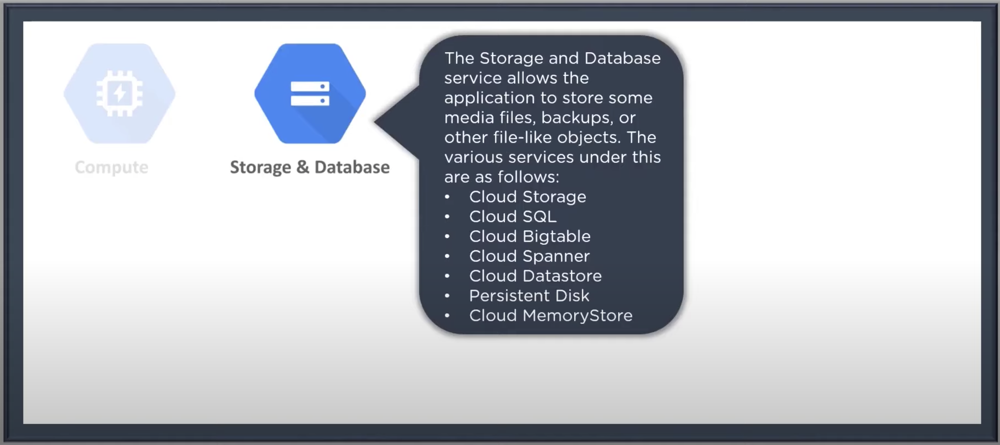 Compute
Storage & Database
The Storage and Database
service allows the
application to store some
media files, backups, or
other file-like objects. The
various services under this
are as follows:
• Cloud Storage
• Cloud SQL
• Cloud Bigtable
• Cloud Spanner
• Cloud Datastore
• Persistent Disk
• Cloud MemoryStore